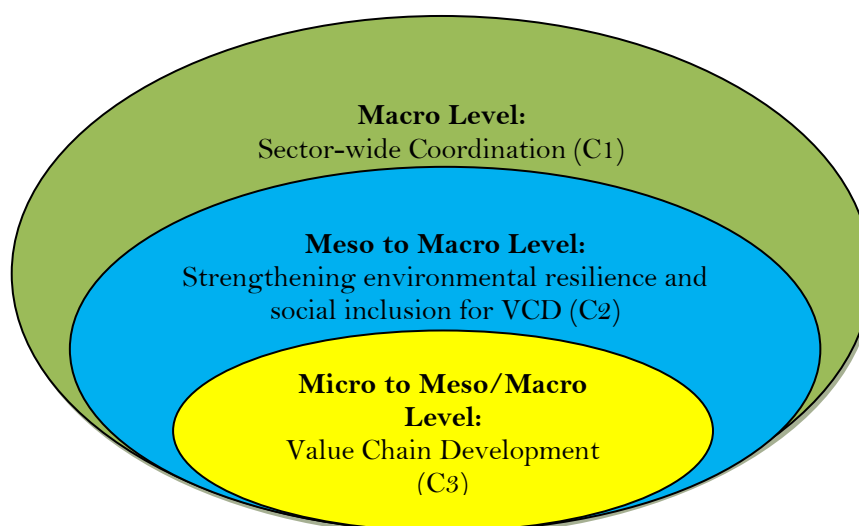 Macro Level:
Sector-wide Coordination (C1)
Meso to Macro Level:
Strengthening environmental resilience and
social inclusion for VCD (C2)
Micro to Meso/Macro
Level:
Value Chain Development
(C3)